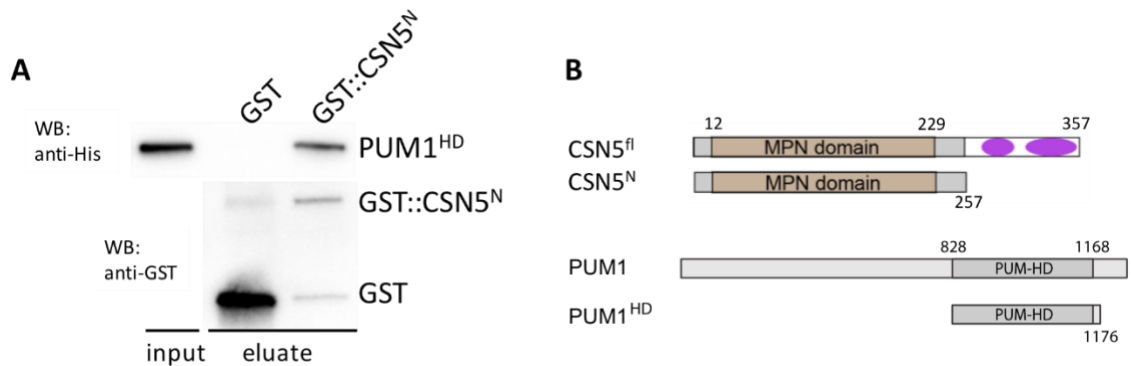 A
GST
GST::CSN5N
WB:
anti-His
PUM1HD
GST::CSN5N
WB:
anti-GST
GST
input eluate
B
12 229 357
CSN5fl MPN domain
CSN5N MPN domain
257
828 1168
PUM1 PUM-HD
PUM1HD PUM-HD
1176